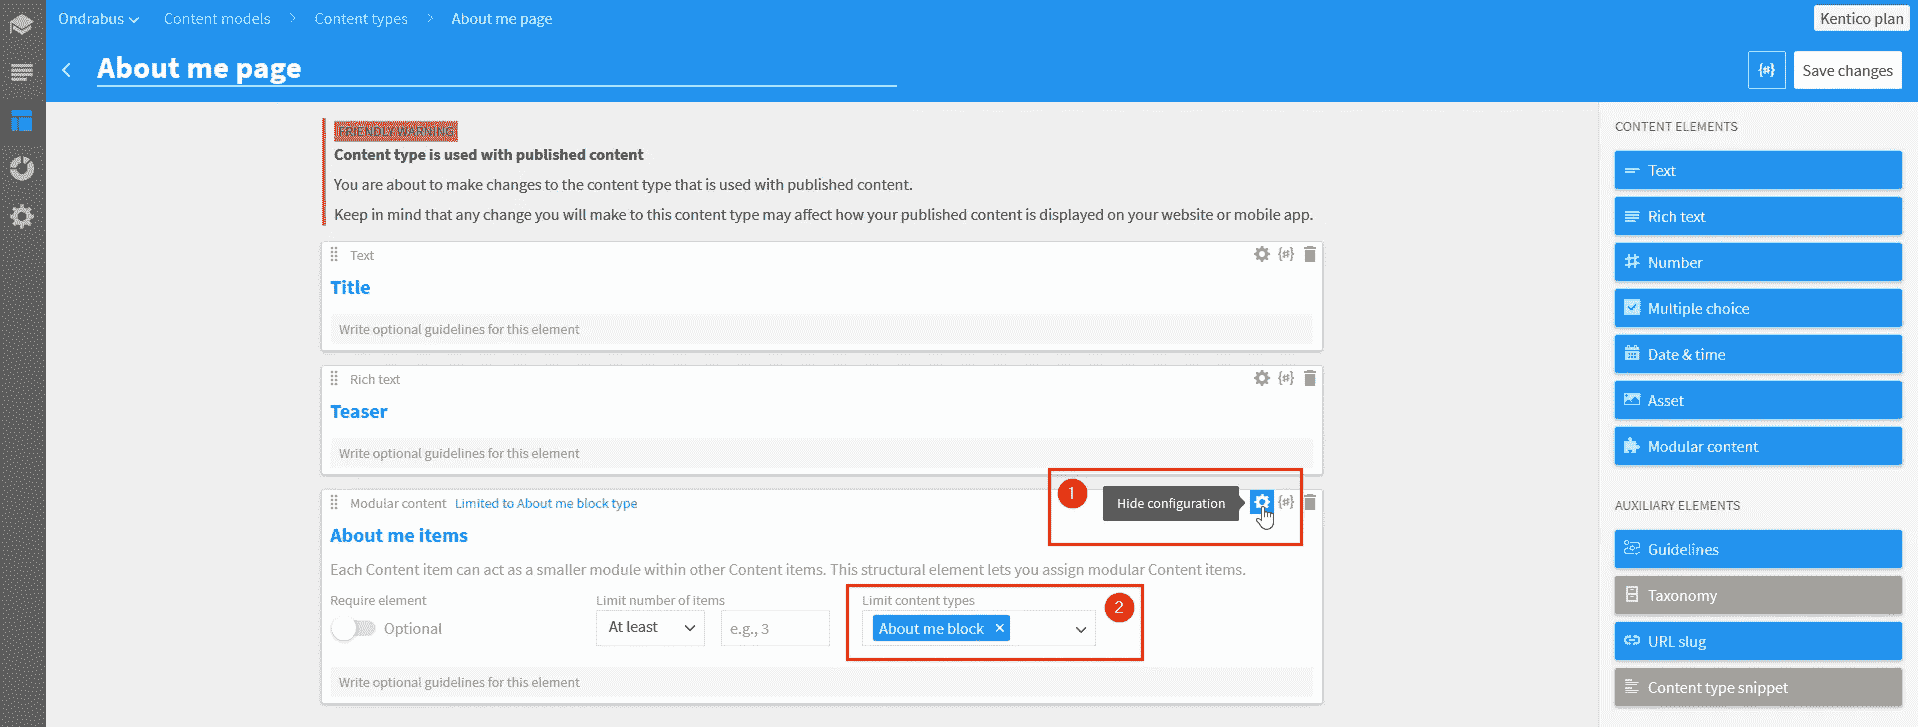 Ondrabus Content models Content types About me page
Kentico plan
About me page
{#} Save changes
FRIENDLY WARNING
Content type is used with published content
You are about to make changes to the content type that is used with published content.
Keep in mind that any change you will make to this content type may affect how your published content is displayed on your website or mobile app.
Text {#}
Title
Write optional guidelines for this element
Rich text {#}
Teaser
Write optional guidelines for this element
1 Hide configuration
Modular content Limited to About me block type {#}
About me items
Each Content item can act as a smaller module within other Content items. This structural element lets you assign modular Content items.
Require element Limit number of items Limit content types 2
Optional At least e.g., 3 About me block ×
Write optional guidelines for this element
CONTENT ELEMENTS
Text
Rich text
Number
Multiple choice
Date & time
Asset
Modular content
AUXILIARY ELEMENTS
Guidelines
Taxonomy
URL slug
Content type snippet